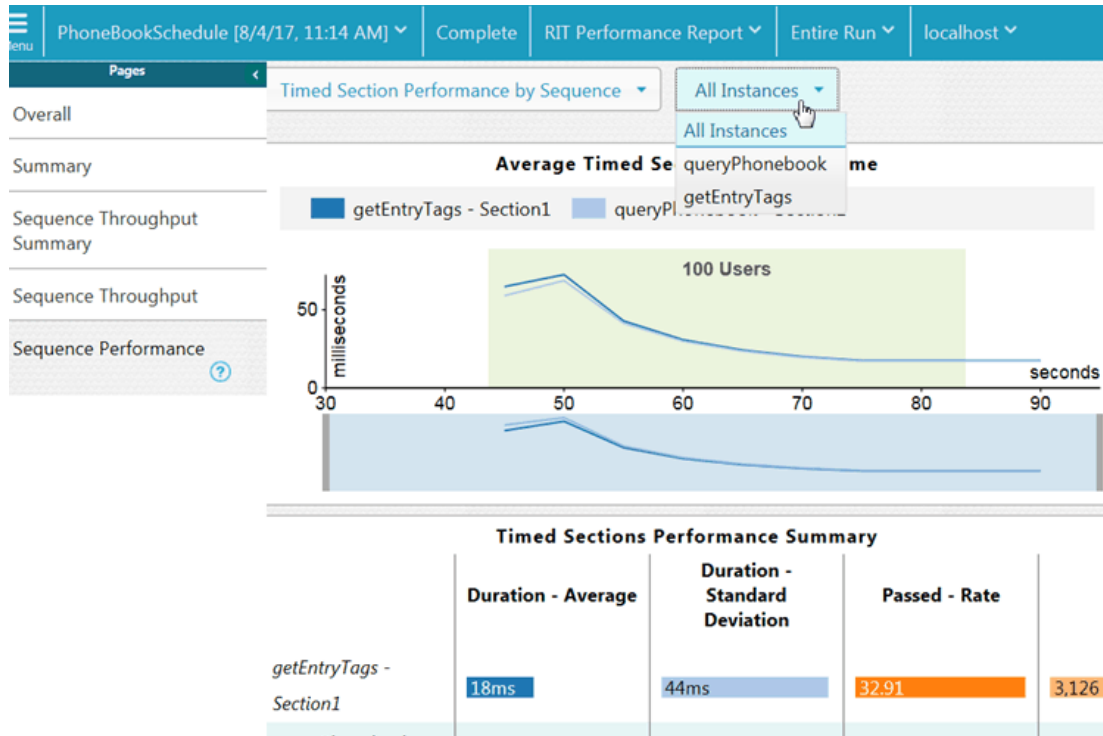 Menu
PhoneBookSchedule [8/4/17, 11:14 AM]
Complete
RIT Performance Report
Entire Run
localhost
Pages
Overall
Summary
Sequence Throughput
Summary
Sequence Throughput
Sequence Performance
?
Timed Section Performance by Sequence
All Instances
All Instances
queryPhonebook
getEntryTags
Average Timed Se me
getEntryTags - Section1
queryPh
100 Users
milliseconds
50
0
seconds
30 40 50 60 70 80 90
Timed Sections Performance Summary
Duration - Average
Duration -
Standard
Deviation
Passed - Rate
getEntryTags -
Section1
18ms
44ms
32.91
3,126